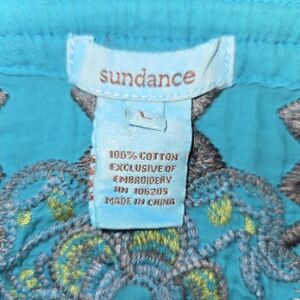 sundance
L
100% COTTON
EXCLUSIVE OF
EMBROIDERY
RN 106205
MADE IN CHINA